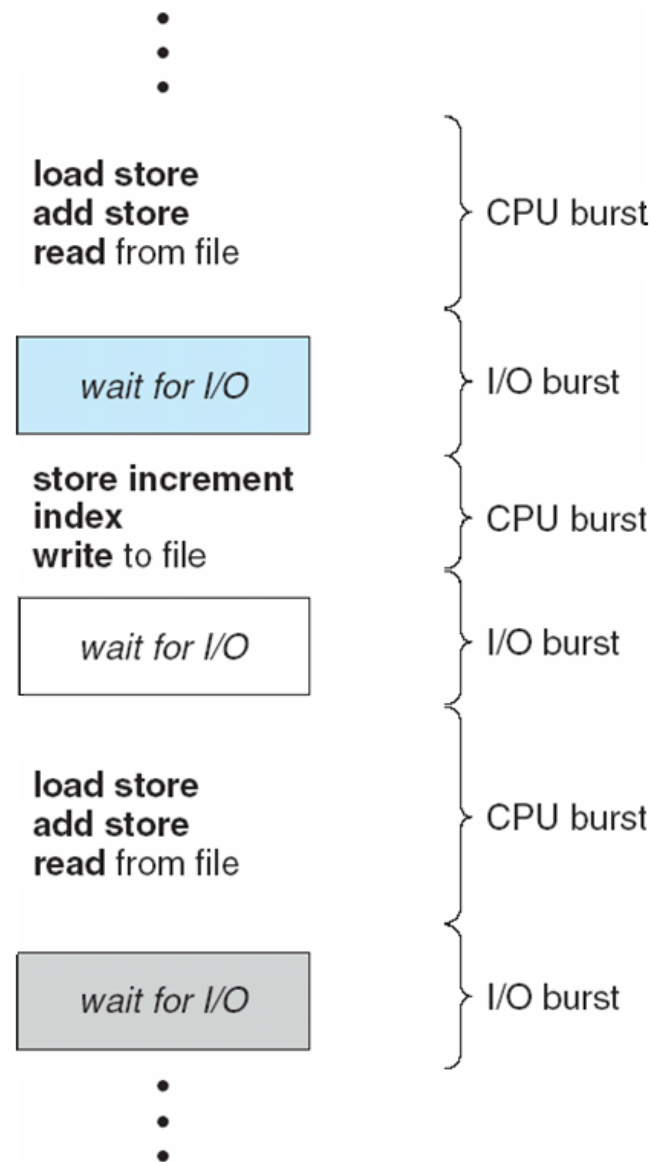 load store
add store
read from file
CPU burst
wait for I/O
I/O burst
store increment
index
write to file
CPU burst
wait for I/O
I/O burst
load store
add store
read from file
CPU burst
wait for I/O
I/O burst